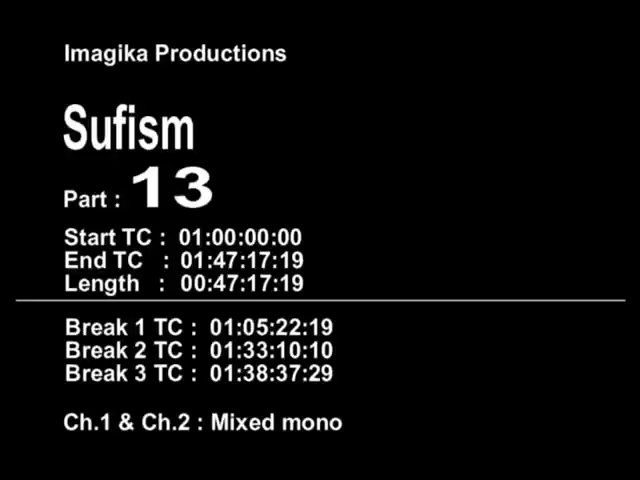 Imagika Productions
Sufism
Part : 13
Start TC : 01:00:00:00
End TC : 01:47:17:19
Length : 00:47:17:19
Break 1 TC : 01:05:22:19
Break 2 TC : 01:33:10:10
Break 3 TC : 01:38:37:29
Ch.1 & Ch.2 : Mixed mono